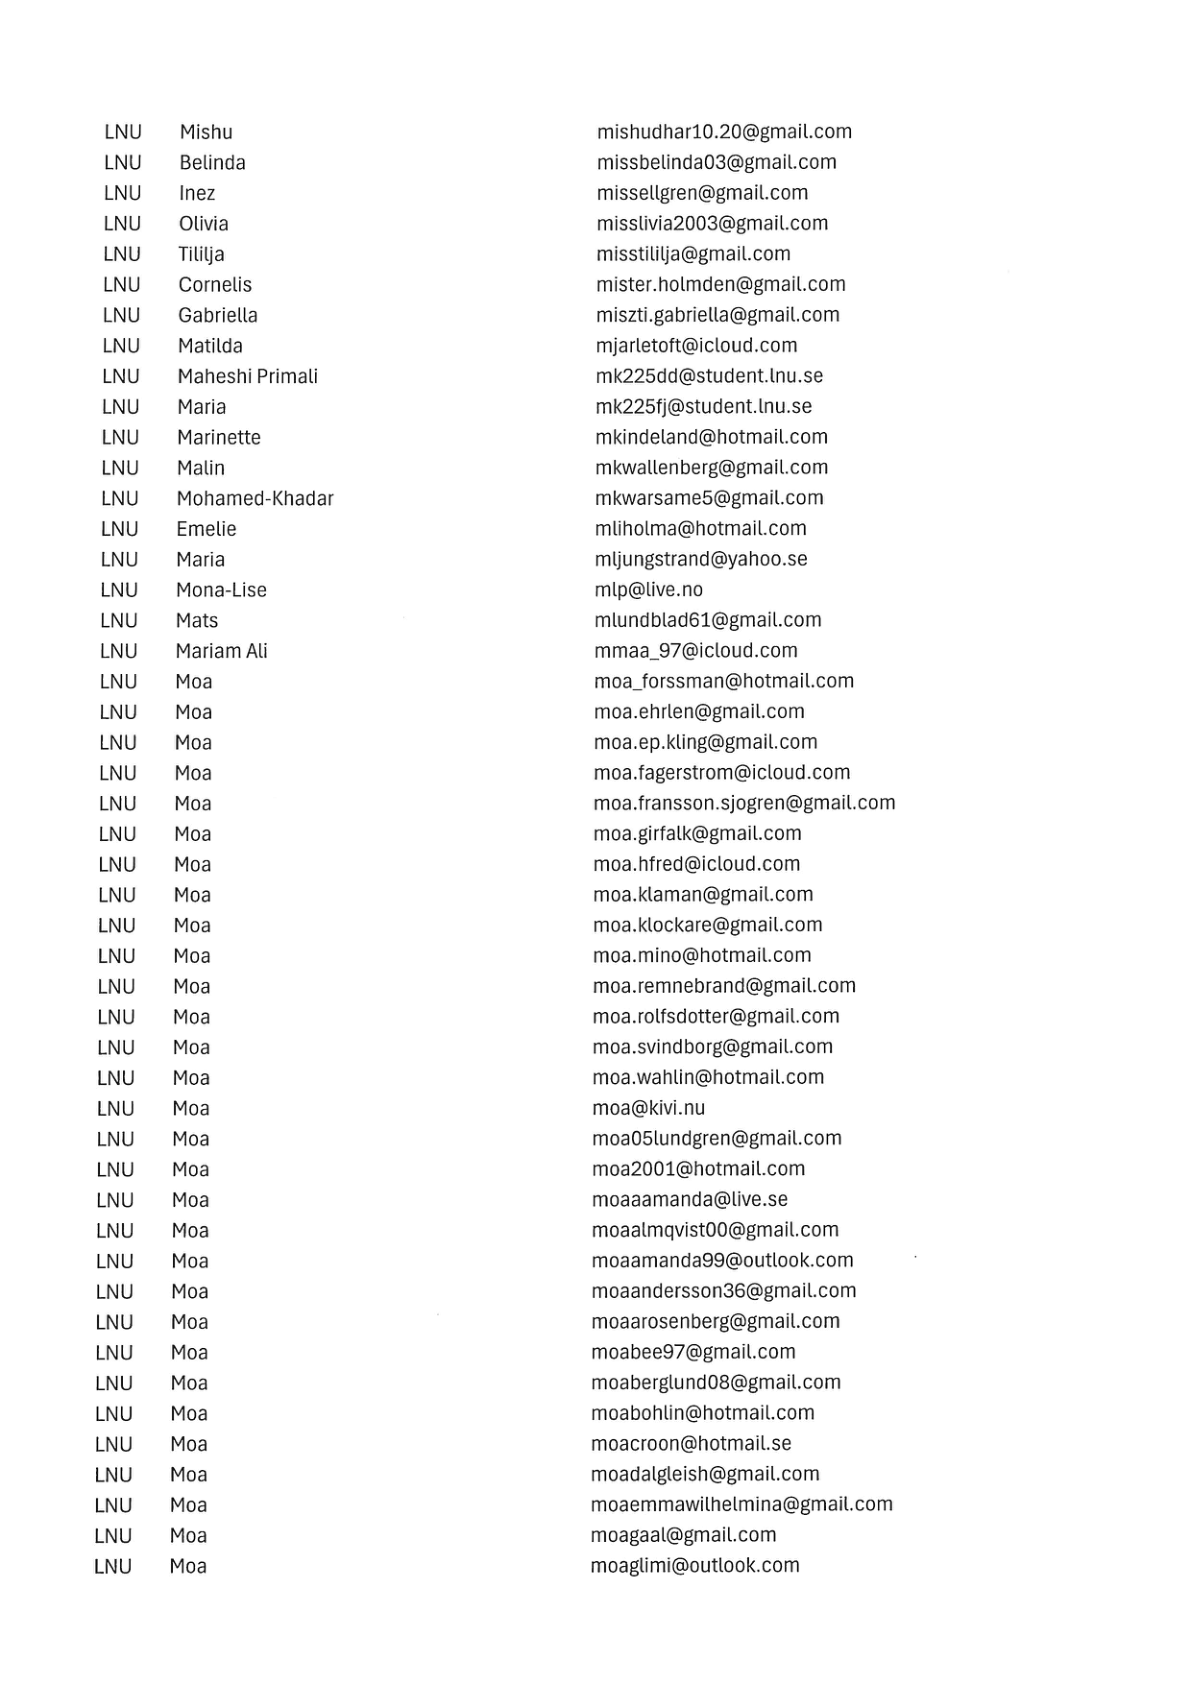 LNU Mishu mishudhar10.20@gmail.com
LNU Belinda missbelinda03@gmail.com
LNU Inez missellgren@gmail.com
LNU Olivia misslivia2003@gmail.com
LNU Tililja misstililja@gmail.com
LNU Cornelis mister.holmden@gmail.com
LNU Gabriella miszti.gabriella@gmail.com
LNU Matilda mjarletoft@icloud.com
LNU Maheshi Primali mk225dd@student.lnu.se
LNU Maria mk225fj@student.lnu.se
LNU Marinette mkindeland@hotmail.com
LNU Malin mkwallenberg@gmail.com
LNU Mohamed-Khadar mkwarsame5@gmail.com
LNU Emelie mliholma@hotmail.com
LNU Maria mljungstrand@yahoo.se
LNU Mona-Lise mlp@live.no
LNU Mats mlundblad61@gmail.com
LNU Mariam Ali mmaa_97@icloud.com
LNU Moa moa_forssman@hotmail.com
LNU Moa moa.ehrlen@gmail.com
LNU Moa moa.ep.kling@gmail.com
LNU Moa moa.fagerstrom@icloud.com
LNU Moa moa.fransson.sjogren@gmail.com
LNU Moa moa.girfalk@gmail.com
LNU Moa moa.hfred@icloud.com
LNU Moa moa.klaman@gmail.com
LNU Moa moa.klockare@gmail.com
LNU Moa moa.mino@hotmail.com
LNU Moa moa.remnebrand@gmail.com
LNU Moa moa.rolfsdotter@gmail.com
LNU Moa moa.svindborg@gmail.com
LNU Moa moa.wahlin@hotmail.com
LNU Moa moa@kivi.nu
LNU Moa moa05lundgren@gmail.com
LNU Moa moa2001@hotmail.com
LNU Moa moaaamanda@live.se
LNU Moa moaalmqvist00@gmail.com
LNU Moa moaamanda99@outlook.com
LNU Moa moaandersson36@gmail.com
LNU Moa moaarosenberg@gmail.com
LNU Moa moabee97@gmail.com
LNU Moa moaberglund08@gmail.com
LNU Moa moabohlin@hotmail.com
LNU Moa moacroon@hotmail.se
LNU Moa moadalgleish@gmail.com
LNU Moa moaemmawilhelmina@gmail.com
LNU Moa moagaal@gmail.com
LNU Moa moaglimi@outlook.com